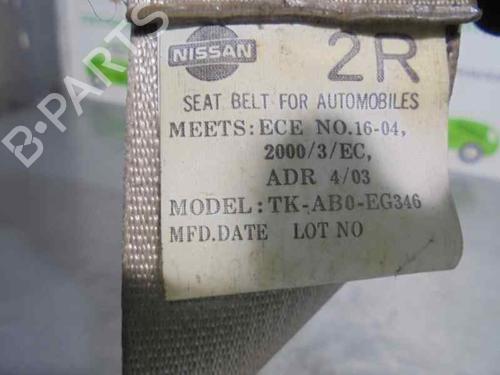 NISSAN
2R
SEAT BELT FOR AUTOMOBILES
MEETS:ECE NO.16-04,
2000/3/EC,
ADR 4/03
MODEL:TK-AB0-EG346
MFD.DATE LOT NO
B-PARTS